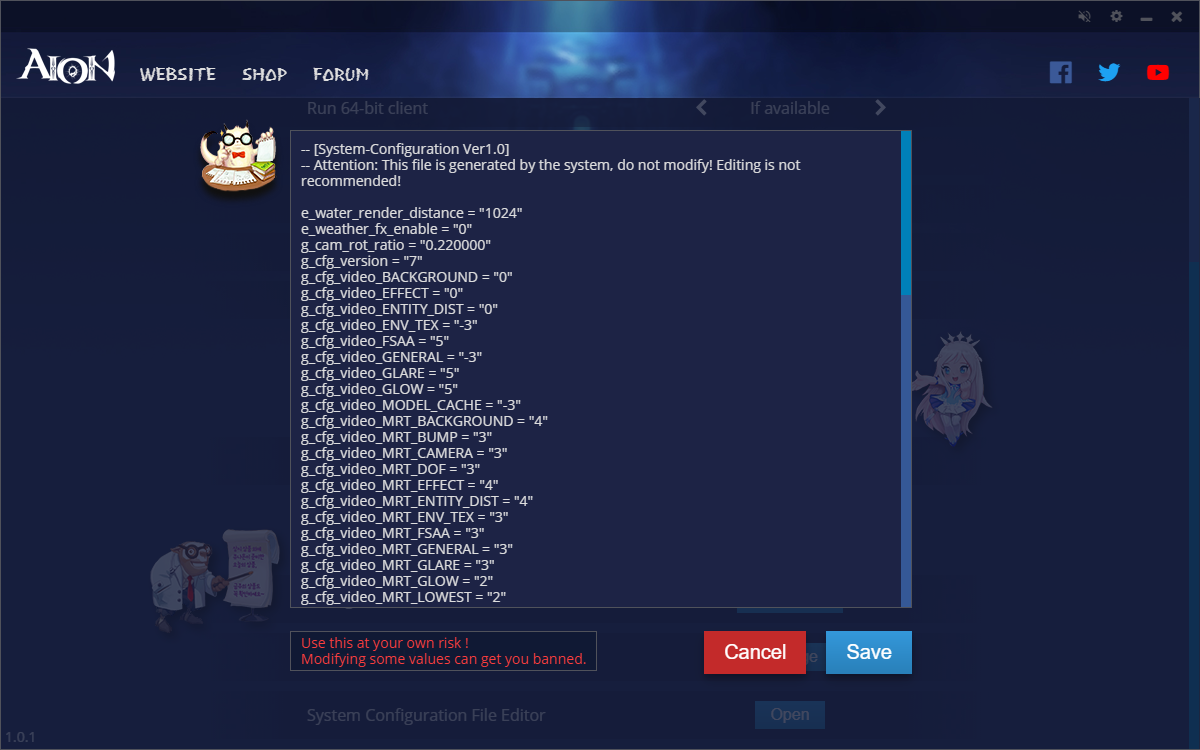 AION
WEBSITE SHOP FORUM
Run 64-bit client If available
-- [System-Configuration Ver1.0]
-- Attention: This file is generated by the system, do not modify! Editing is not
recommended!
e_water_render_distance = "1024"
e_weather_fx_enable = "0"
g_cam_rot_ratio = "0.220000"
g_cfg_version = "7"
g_cfg_video_BACKGROUND = "0"
g_cfg_video_EFFECT = "0"
g_cfg_video_ENTITY_DIST = "0"
g_cfg_video_ENV_TEX = "-3"
g_cfg_video_FSAA = "5"
g_cfg_video_GENERAL = "-3"
g_cfg_video_GLARE = "5"
g_cfg_video_GLOW = "5"
g_cfg_video_MODEL_CACHE = "-3"
g_cfg_video_MRT_BACKGROUND = "4"
g_cfg_video_MRT_BUMP = "3"
g_cfg_video_MRT_CAMERA = "3"
g_cfg_video_MRT_DOF = "3"
g_cfg_video_MRT_EFFECT = "4"
g_cfg_video_MRT_ENTITY_DIST = "4"
g_cfg_video_MRT_ENV_TEX = "3"
g_cfg_video_MRT_FSAA = "3"
g_cfg_video_MRT_GENERAL = "3"
g_cfg_video_MRT_GLARE = "3"
g_cfg_video_MRT_GLOW = "2"
g_cfg_video_MRT_LOWEST = "2"
Use this at your own risk !
Modifying some values can get you banned.
Cancel Save
System Configuration File Editor Open
1.0.1